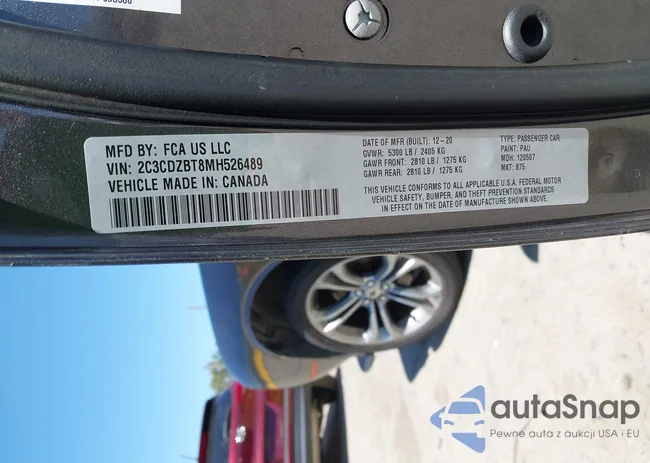 MFD BY: FCA US LLC
VIN: 2C3CDZBT8MH526489
VEHICLE MADE IN: CANADA
DATE OF MFR (BUILT): 12-20
GVWR: 5300 LB / 2405 KG
GAWR FRONT: 2810 LB / 1275 KG
GAWR REAR: 2810 LB / 1275 KG
TYPE: PASSENGER CAR
PAINT: PAU
MDH: 120507
MKT: 875
THIS CONFORMS TO ALL APPLICABLE U.S.A. FEDERAL MOTOR
VEHICLE SAFETY, BUMPER, AND THEFT PREVENTION STANDARDS
IN EFFECT ON THE DATE OF MANUFACTURE SHOWN ABOVE.
autoSnap
Pewne auta z aukcji USA i EU